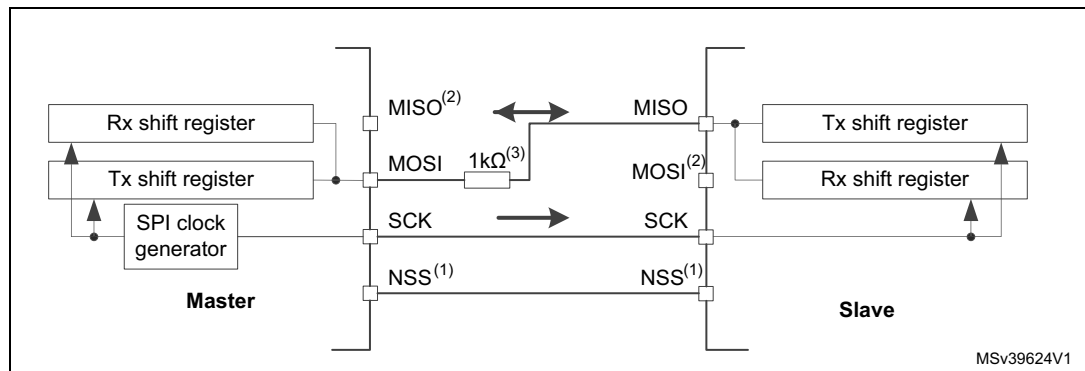 MISO(2)
MISO
Rx shift register
Tx shift register
MOSI
1kΩ(3)
MOSI(2)
Tx shift register
Rx shift register
SPI clock
generator
SCK
SCK
NSS(1)
NSS(1)
Master
Slave
MSv39624V1